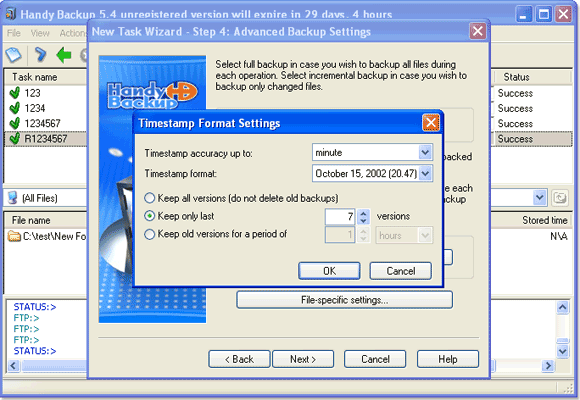 Handy Backup 5.4 unregistered version will expire in 29 days, 4 hours
File View Actions
New Task Wizard - Step 4: Advanced Backup Settings
Task name
Status
123
Success
1234
Success
1234567
Success
R1234567
Success
Handy
Backup
HD
Select full backup in case you wish to backup all files during
each operation. Select incremental backup in case you wish to
backup only changed files.
Timestamp Format Settings
Timestamp accuracy up to:
minute
Timestamp format:
October 15, 2002 (20.47)
Keep all versions (do not delete old backups)
Keep only last
7
versions
Keep old versions for a period of
1
hours
OK
Cancel
packed
e each
ackup
(All Files)
File name
Stored time
C:\test\New Fo
N/A
File-specific settings...
STATUS:>
FTP:>
FTP:>
FTP:>
STATUS:>
< Back
Next >
Cancel
Help